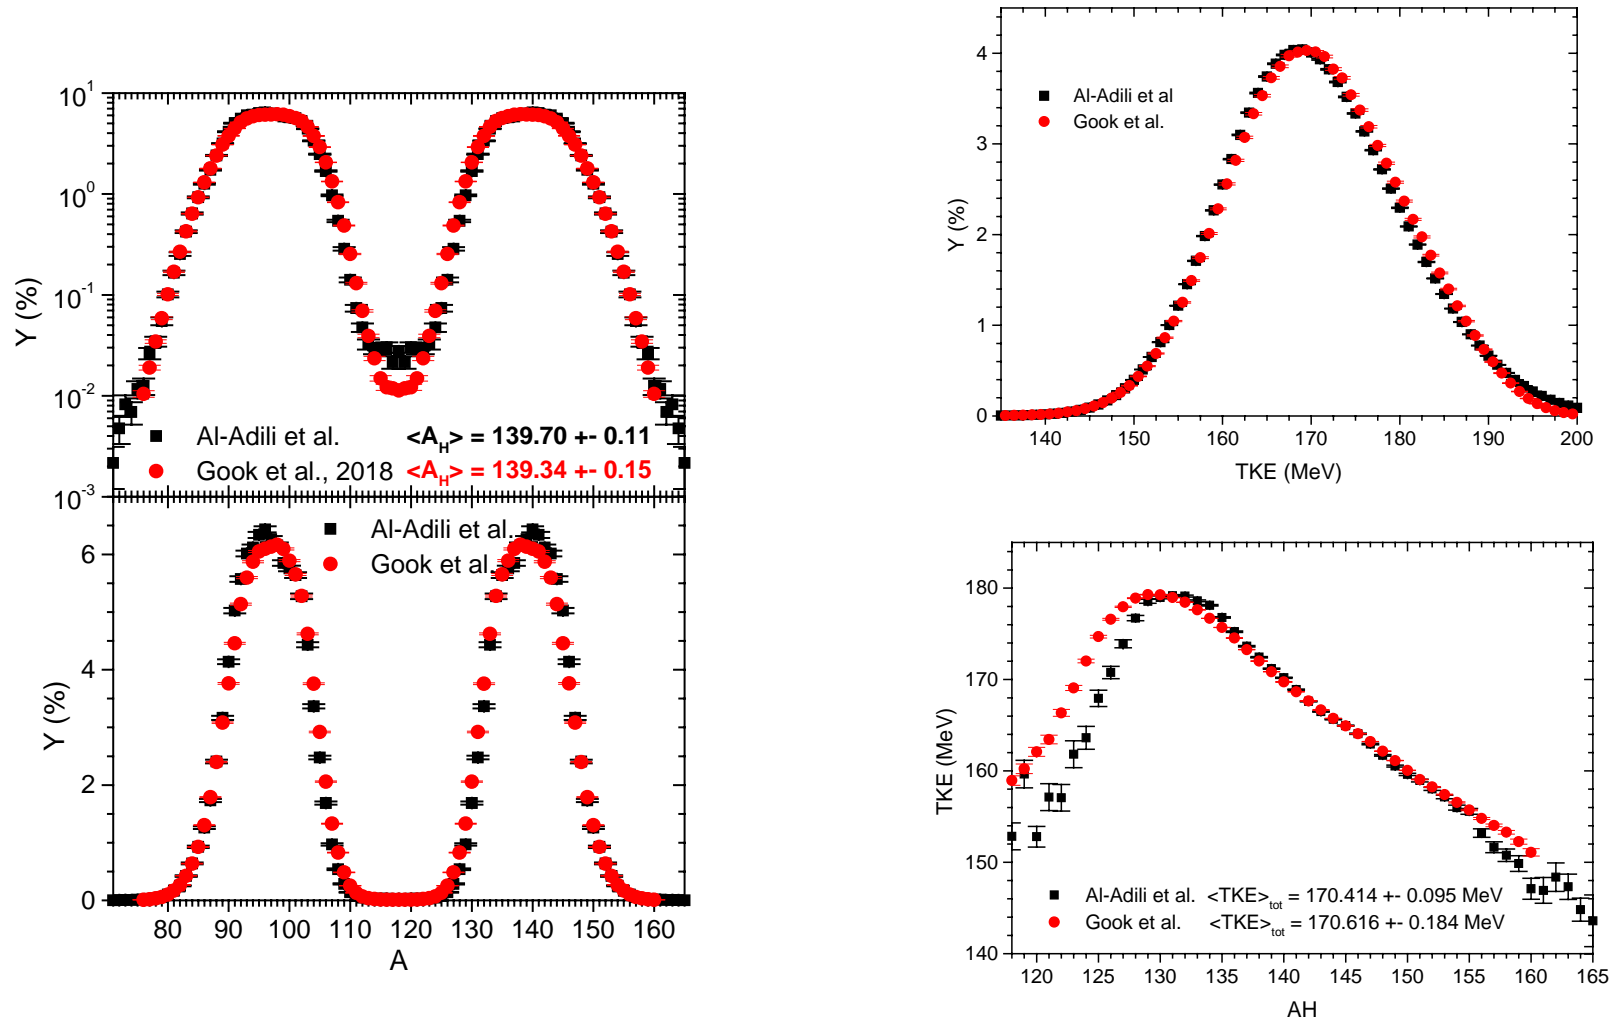 10^1
10^0
10^-1
10^-2
10^-3
Y (%)
Al-Adili et al. <A_H> = 139.70 +- 0.11
Gook et al., 2018 <A_H> = 139.34 +- 0.15
Al-Adili et al.
Gook et al.
6
4
2
0
Y (%)
80 100 120 140 160
A
4
3
2
1
0
Y (%)
Al-Adili et al
Gook et al.
140 150 160 170 180 190 200
TKE (MeV)
180
170
160
150
140
TKE (MeV)
Al-Adili et al. <TKE>_tot = 170.414 +- 0.095 MeV
Gook et al. <TKE>_tot = 170.616 +- 0.184 MeV
120 125 130 135 140 145 150 155 160 165
AH